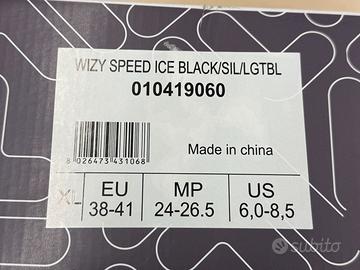 WIZY SPEED ICE BLACK/SIL/LGTBL
010419060
8 026473 431068
Made in china
XL
EU MP US
38-41 24-26.5 6,0-8,5
subito